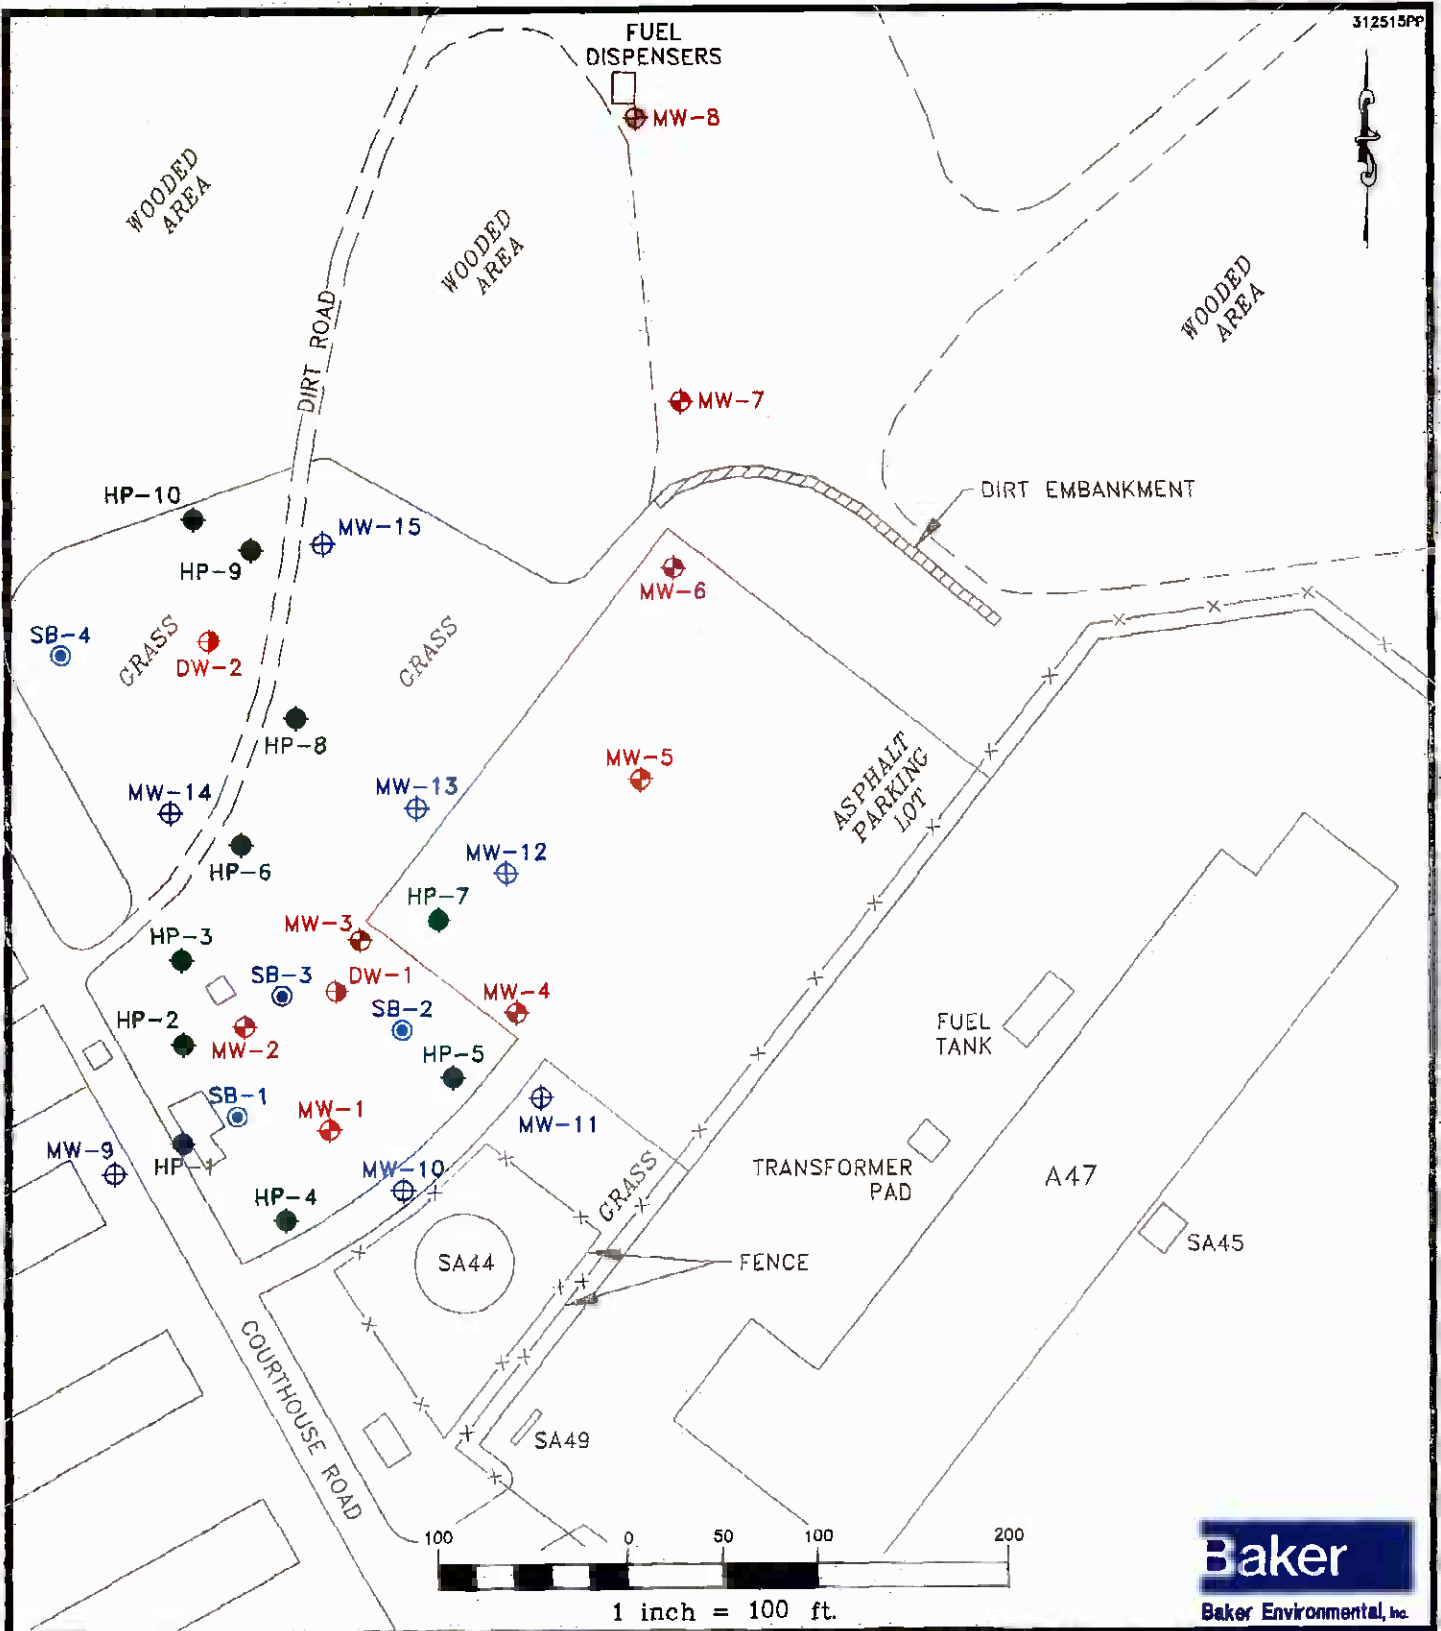 312515PP
FUEL
DISPENSERS
MW-8
WOODED
AREA
WOODED
AREA
WOODED
AREA
DIRT ROAD
MW-7
DIRT EMBANKMENT
HP-10
MW-15
HP-9
MW-6
SB-4
GRASS
DW-2
GRASS
HP-8
MW-5
ASPHALT
PARKING
LOT
MW-14
MW-13
MW-12
HP-6
HP-7
MW-3
HP-3
SB-3
DW-1
MW-4
SB-2
HP-2
MW-2
HP-5
FUEL
TANK
SB-1
MW-1
MW-11
MW-9
HP-1
MW-10
GRASS
TRANSFORMER
PAD
A47
HP-4
SA44
FENCE
SA45
COURTHOUSE ROAD
SA49
100 0 50 100 200
1 inch = 100 ft.
Baker
Baker Environmental, Inc.